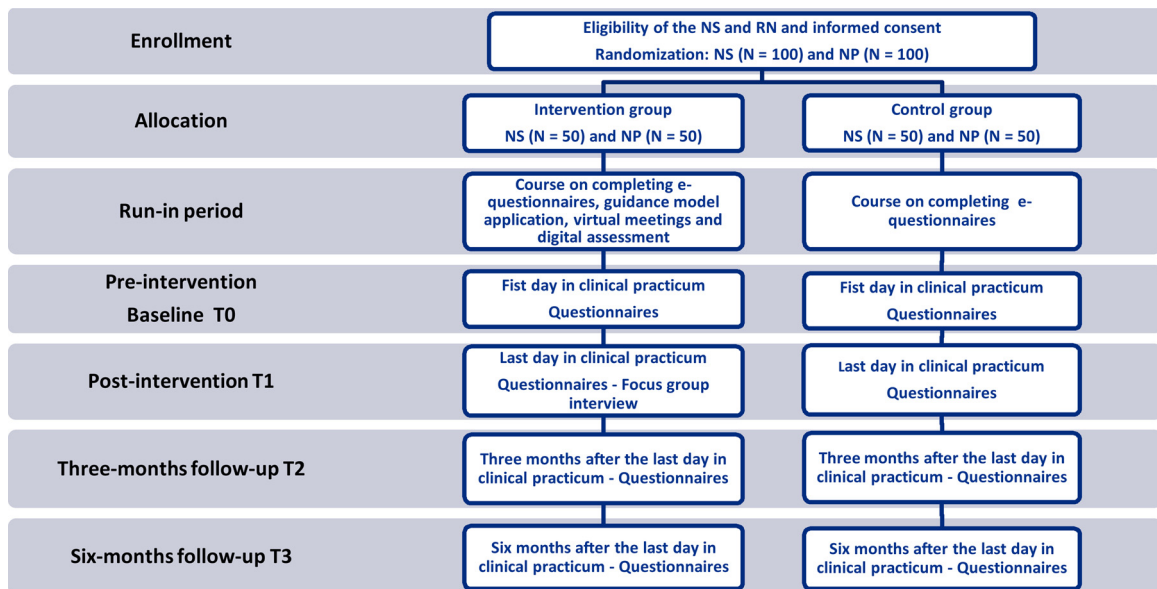 Enrollment
Eligibility of the NS and RN and informed consent
Randomization: NS (N = 100) and NP (N = 100)
Allocation
Intervention group
NS (N = 50) and NP (N = 50)
Control group
NS (N = 50) and NP (N = 50)
Run-in period
Course on completing e-
questionnaires, guidance model
application, virtual meetings and
digital assessment
Course on completing e-
questionnaires
Pre-intervention
Baseline T0
Fist day in clinical practicum
Questionnaires
Fist day in clinical practicum
Questionnaires
Post-intervention T1
Last day in clinical practicum
Questionnaires - Focus group
interview
Last day in clinical practicum
Questionnaires
Three-months follow-up T2
Three months after the last day in
clinical practicum - Questionnaires
Three months after the last day in
clinical practicum - Questionnaires
Six-months follow-up T3
Six months after the last day in
clinical practicum - Questionnaires
Six months after the last day in
clinical practicum - Questionnaires